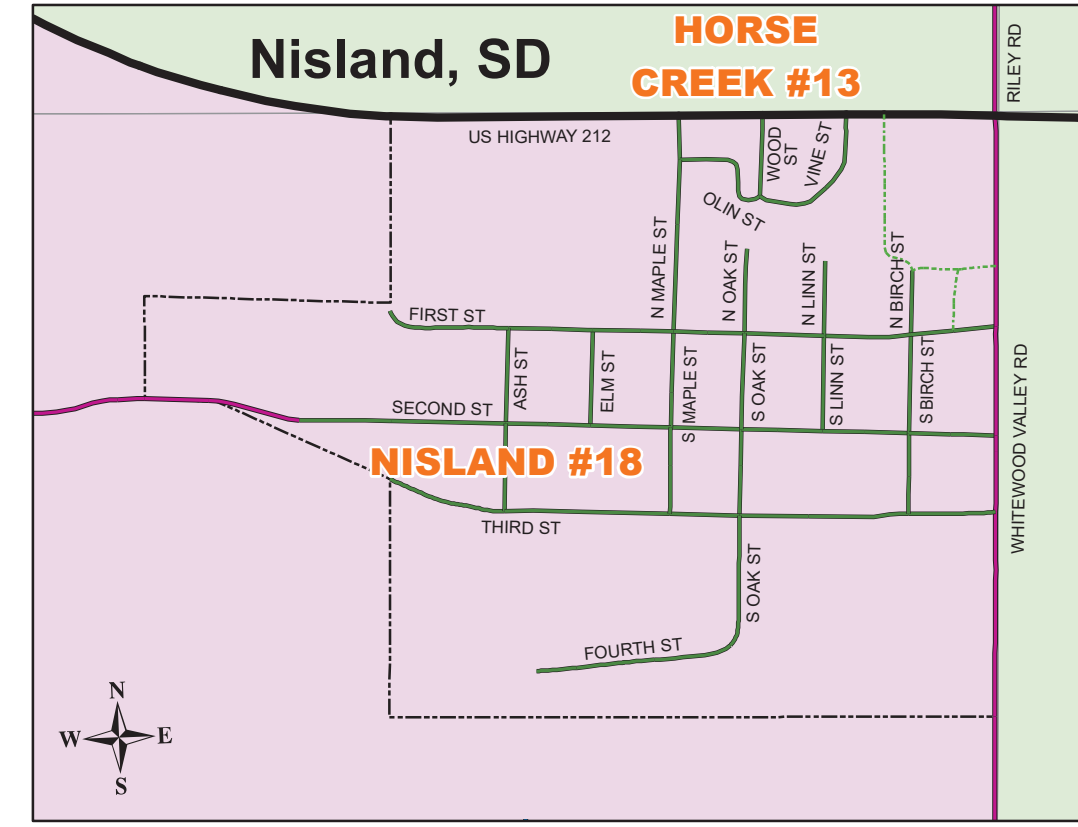 Nisland, SD
HORSE
CREEK #13
RILEY RD
US HIGHWAY 212
WOOD
ST
VINE ST
OLIN ST
N MAPLE ST
N OAK ST
N LINN ST
N BIRCH ST
FIRST ST
ASH ST
ELM ST
S MAPLE ST
S OAK ST
S LINN ST
S BIRCH ST
SECOND ST
WHITEWOOD VALLEY RD
NISLAND #18
THIRD ST
S OAK ST
FOURTH ST
N
W
E
S